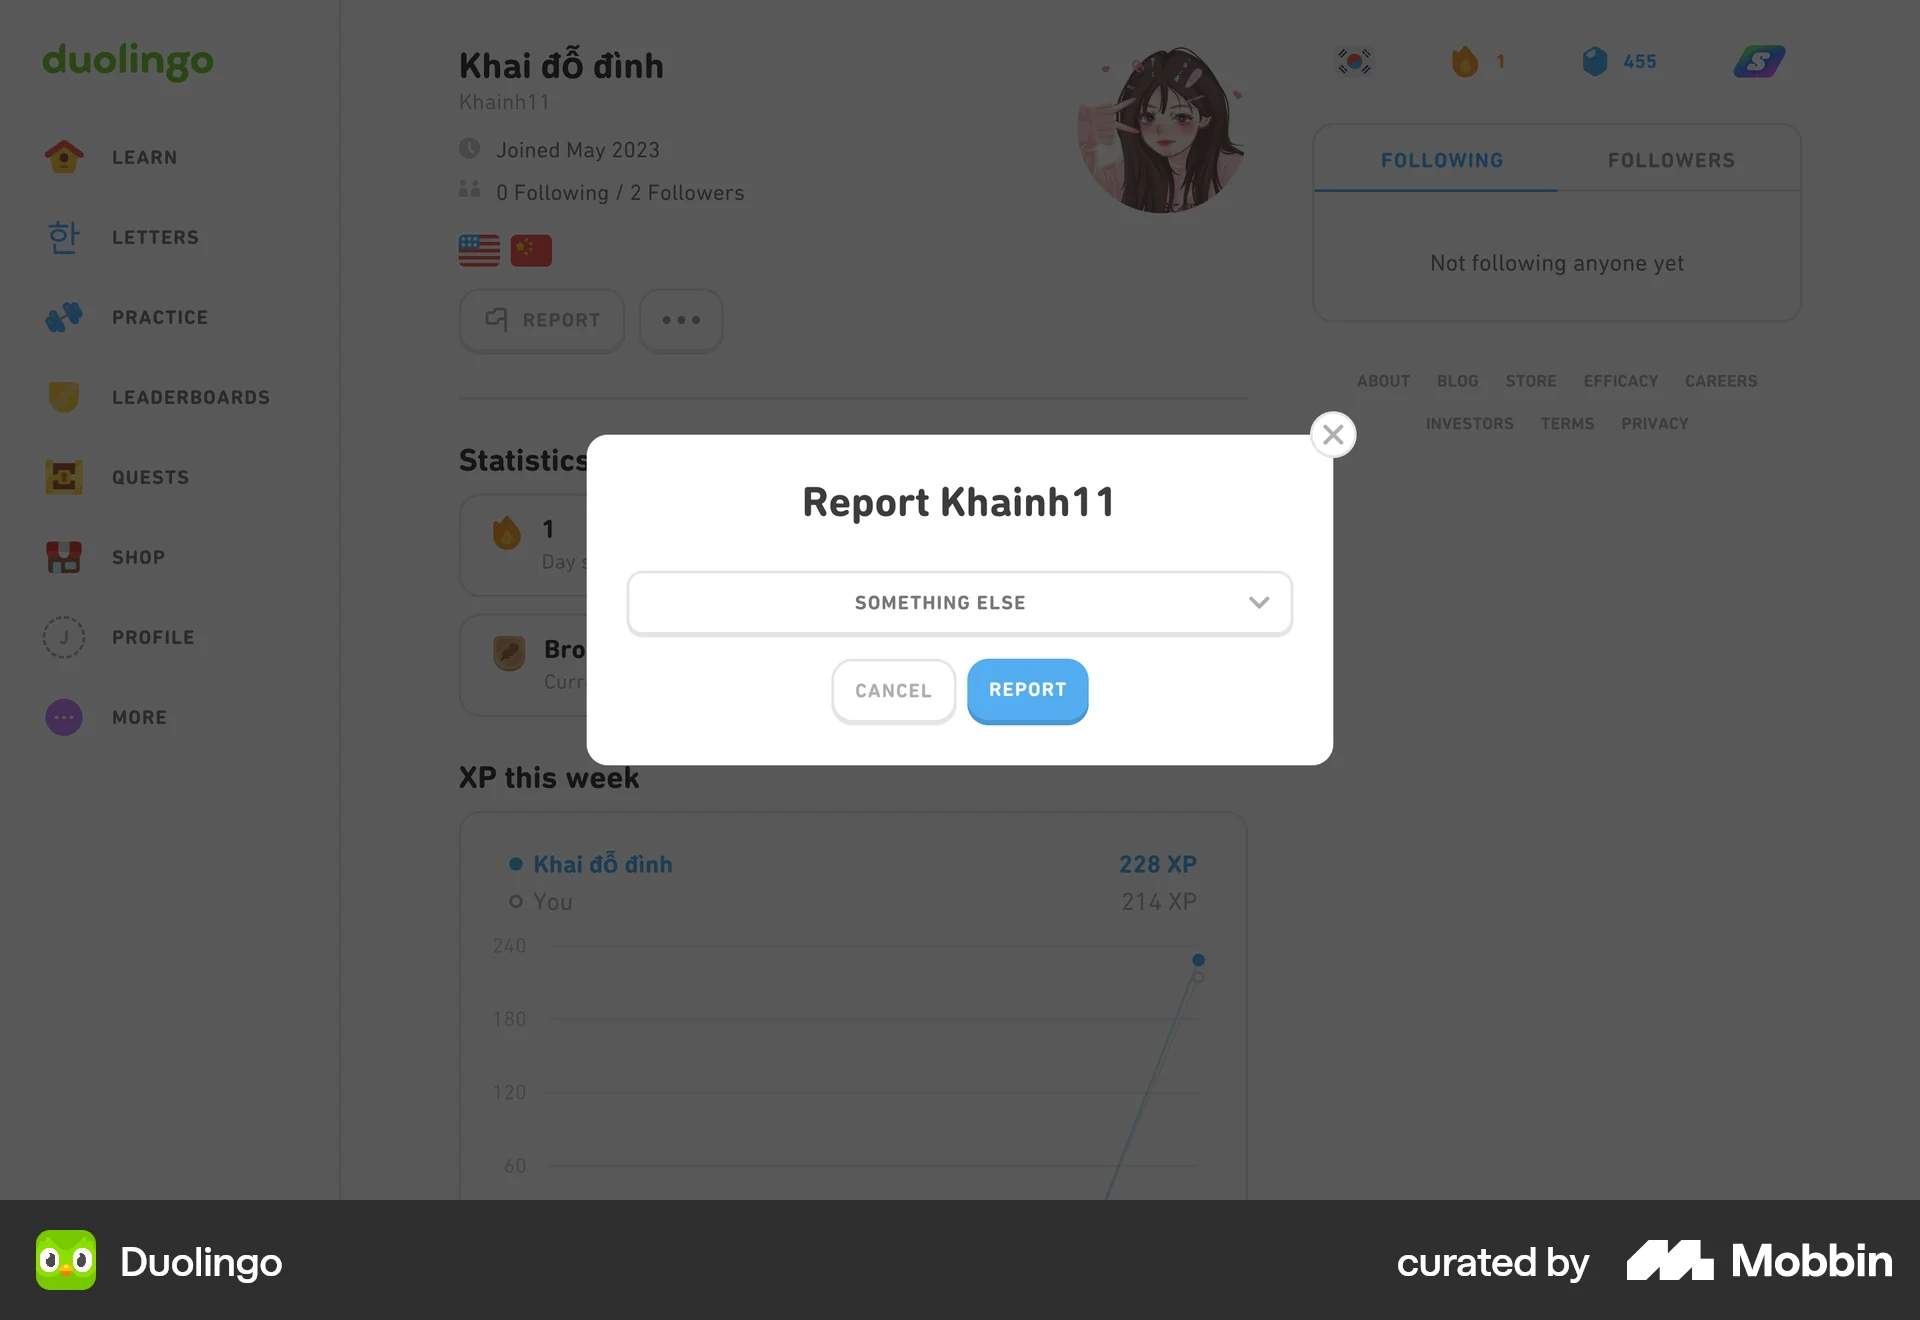 duolingo
LEARN
한
LETTERS
PRACTICE
LEADERBOARDS
QUESTS
SHOP
J
PROFILE
MORE
Khai đỗ đình
Khainh11
Joined May 2023
0 Following / 2 Followers
REPORT
1
455
S
FOLLOWING
FOLLOWERS
Not following anyone yet
ABOUT BLOG STORE EFFICACY CAREERS
INVESTORS TERMS PRIVACY
Statistics
1
Day
Bro
Curr
Report Khainh11
SOMETHING ELSE
CANCEL
REPORT
XP this week
Khai đỗ đình 228 XP
You 214 XP
240
180
120
60
Duolingo
curated by Mobbin